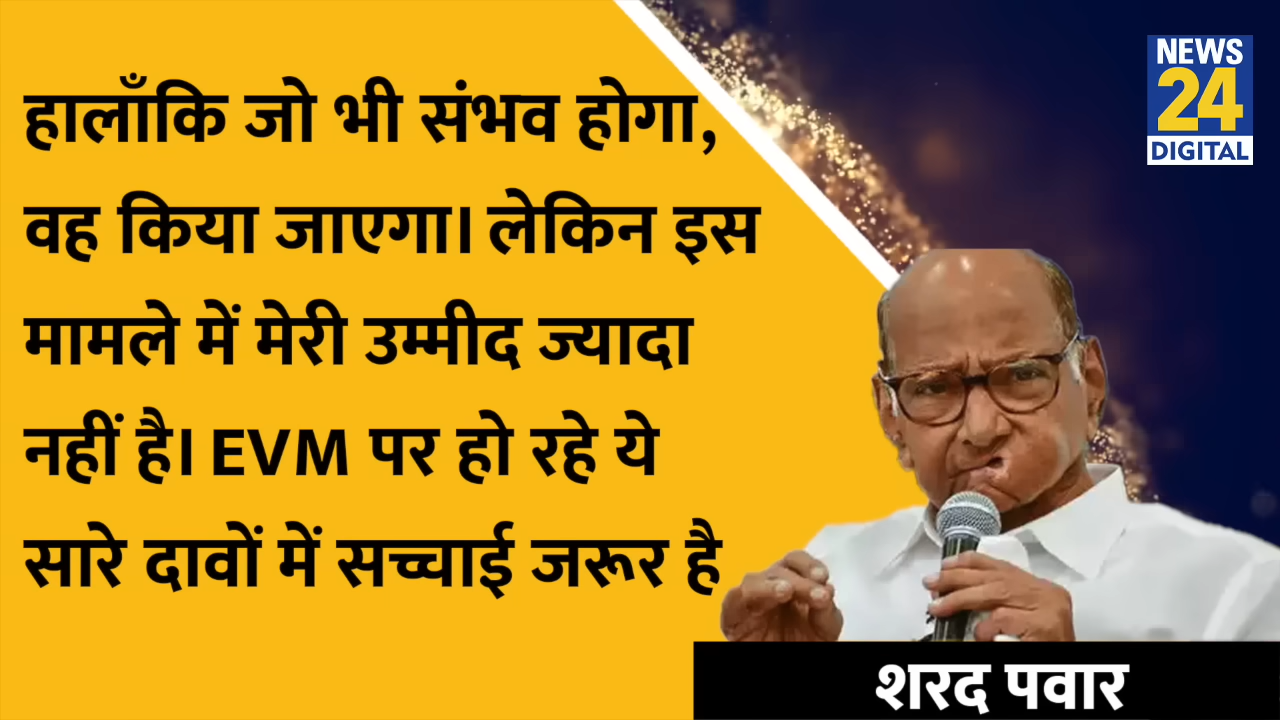 हालाँकि जो भी संभव होगा,
वह किया जाएगा। लेकिन इस
मामले में मेरी उम्मीद ज्यादा
नहीं है। EVM पर हो रहे ये
सारे दावों में सच्चाई जरूर है
NEWS
24
DIGITAL
शरद पवार